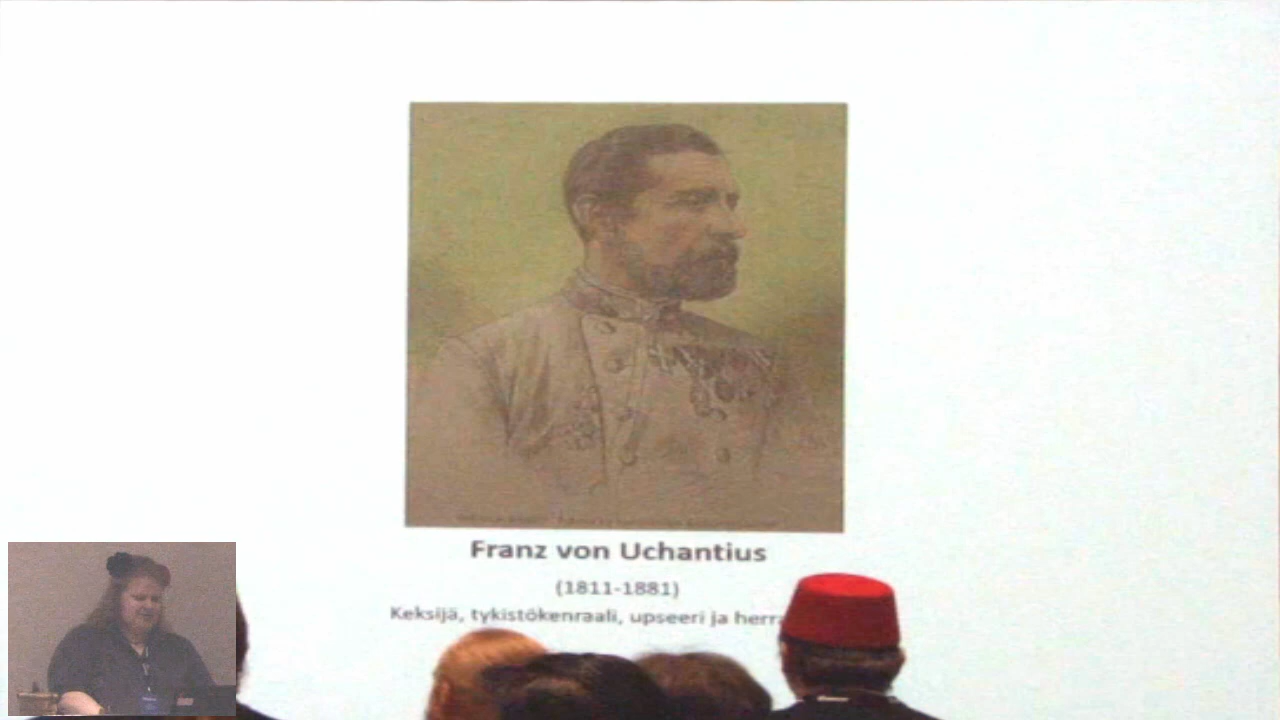 Franz von Uchantius
(1811-1881)
Keksijä, tykistökenraali, upseeri ja